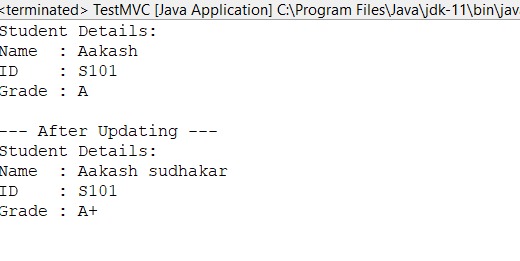 <terminated> TestMVC [Java Application] C:\Program Files\Java\jdk-11\bin\jav
Student Details:
Name  : Aakash
ID    : S101
Grade : A
--- After Updating ---
Student Details:
Name  : Aakash sudhakar
ID    : S101
Grade : A+